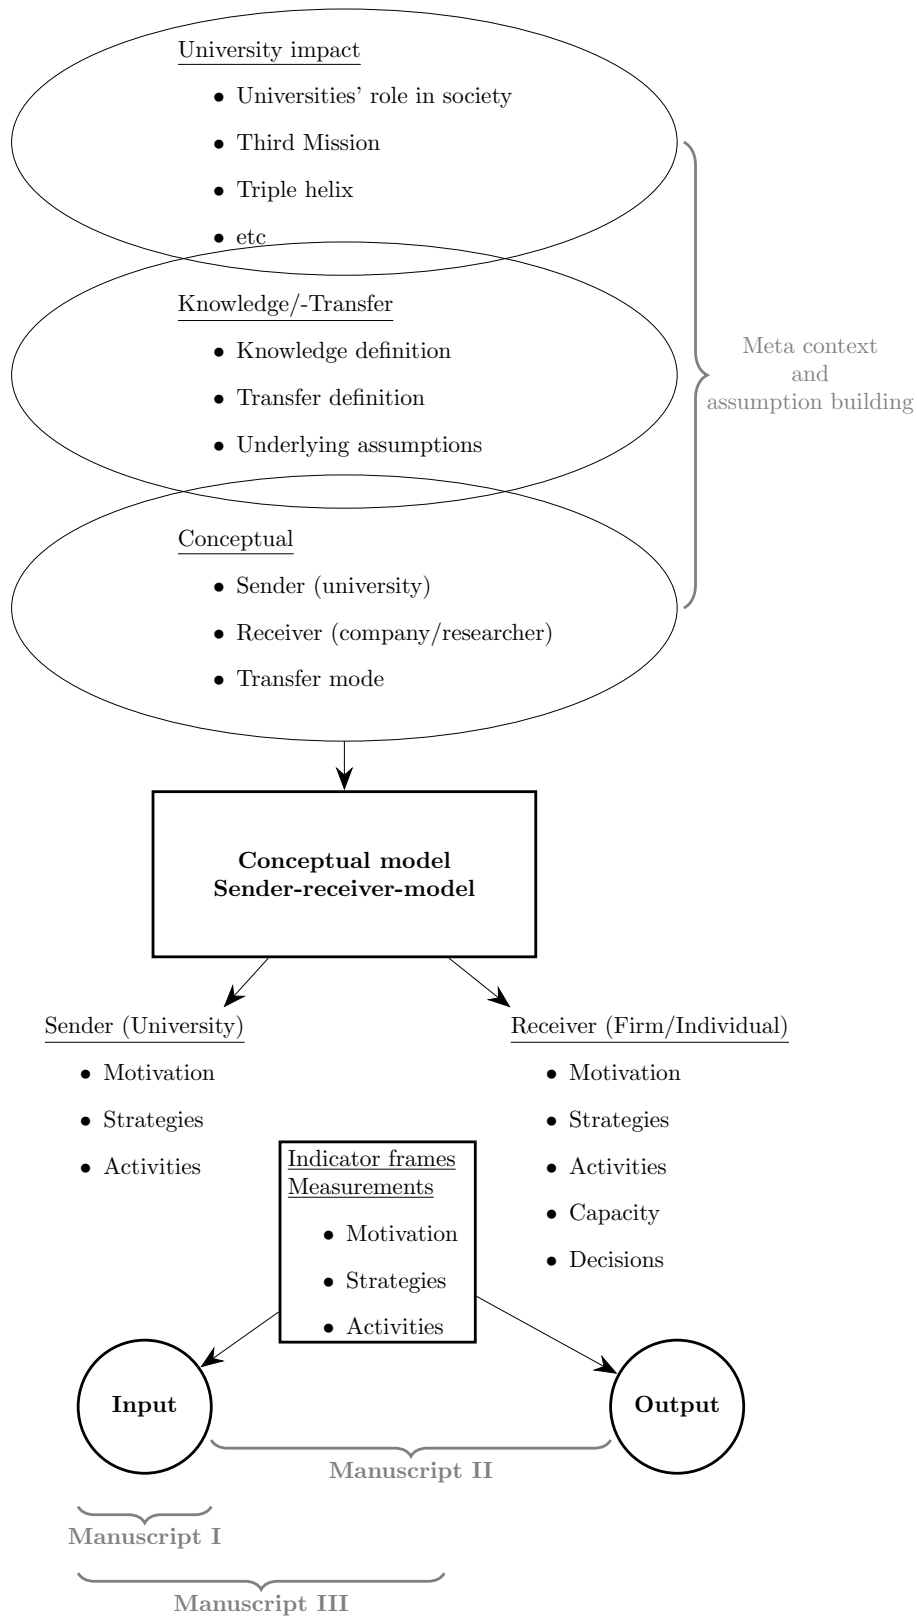 University impact
• Universities' role in society
• Third Mission
• Triple helix
• etc
Knowledge/-Transfer
• Knowledge definition
• Transfer definition
• Underlying assumptions
Meta context
and
assumption building
Conceptual
• Sender (university)
• Receiver (company/researcher)
• Transfer mode
Conceptual model
Sender-receiver-model
Sender (University)
• Motivation
• Strategies
• Activities
Receiver (Firm/Individual)
• Motivation
• Strategies
• Activities
• Capacity
• Decisions
Indicator frames
Measurements
• Motivation
• Strategies
• Activities
Input
Output
Manuscript II
Manuscript I
Manuscript III